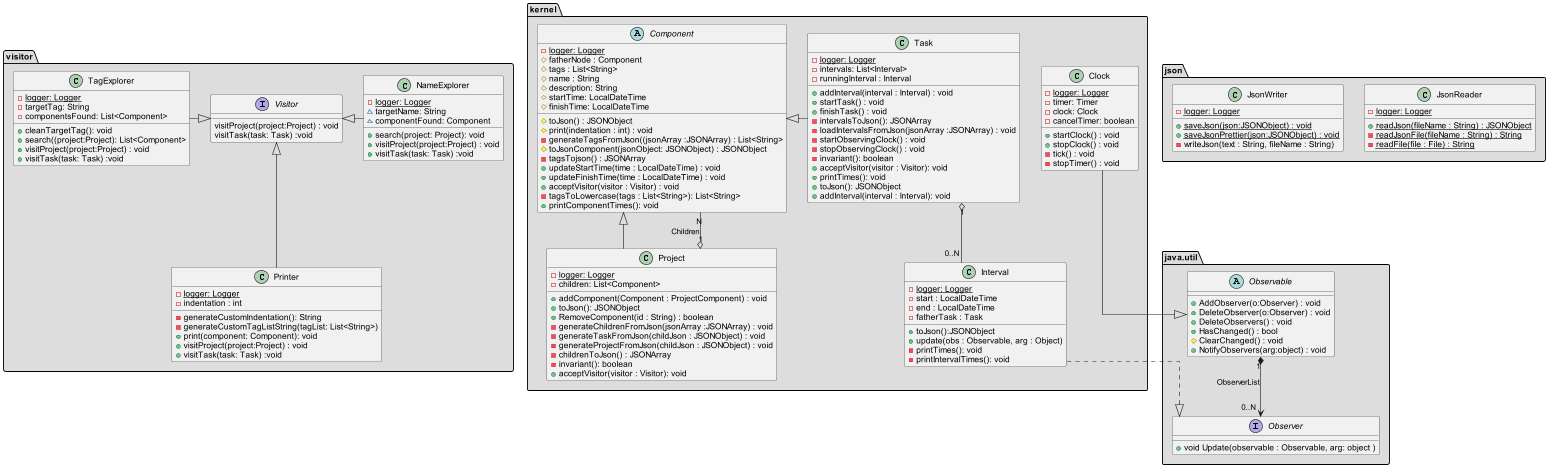 visitor
TagExplorer
logger: Logger
targetTag: String
componentsFound: List<Component>
cleanTargetTag(): void
search((project:Project): List<Component>
visitProject(project:Project) : void
visitTask(task: Task) :void
Visitor
visitProject(project:Project) : void
visitTask(task: Task) :void
NameExplorer
logger: Logger
targetName: String
componentFound: Component
search(project: Project): void
visitProject(project:Project) : void
visitTask(task: Task) :void
Printer
logger: Logger
indentation : int
generateCustomIndentation(): String
generateCustomTagListString(tagList: List<String>)
print(component: Component): void
visitProject(project:Project) : void
visitTask(task: Task) :void
kernel
Component
logger: Logger
fatherNode : Component
tags : List<String>
name : String
description: String
startTime: LocalDateTime
finishTime: LocalDateTime
toJson() : JSONObject
print(indentation : int) : void
generateTagsFromJson((jsonArray :JSONArray) : List<String>
toJsonComponent(jsonObject: JSONObject) : JSONObject
tagsTojson() : JSONArray
updateStartTime(time : LocalDateTime) : void
updateFinishTime(time : LocalDateTime) : void
acceptVisitor(visitor : Visitor) : void
tagsToLowercase(tags : List<String>): List<String>
printComponentTimes(): void
Task
logger: Logger
intervals: List<Interval>
runningInterval : Interval
addInterval(interval : Interval) : void
startTask() : void
finishTask() : void
intervalsToJson(): JSONArray
loadIntervalsFromJson(jsonArray :JSONArray) : void
startObservingClock() : void
stopObservingClock() : void
invariant(): boolean
acceptVisitor(visitor : Visitor): void
printTimes(): void
toJson(): JSONObject
addInterval(interval : Interval): void
Clock
logger: Logger
timer: Timer
clock: Clock
cancelTimer: boolean
startClock() : void
stopClock() : void
tick() : void
stopTimer() : void
N
Children
1
Project
logger: Logger
children: List<Component>
addComponent(Component : ProjectComponent) : void
toJson(): JSONObject
RemoveComponent(id : String) : boolean
generateChildrenFromJson(jsonArray :JSONArray) : void
generateTaskFromJson(childJson : JSONObject) : void
generateProjectFromJson(childJson : JSONObject) : void
childrenToJson() : JSONArray
invariant(): boolean
acceptVisitor(visitor : Visitor): void
1
0..N
Interval
logger: Logger
start : LocalDateTime
end : LocalDateTime
fatherTask : Task
toJson():JSONObject
update(obs : Observable, arg : Object)
printTimes(): void
printIntervalTimes(): void
json
JsonWriter
logger: Logger
saveJson(json:JSONObject) : void
saveJsonPrettier(json:JSONObject) : void
writeJson(text : String, fileName : String)
JsonReader
logger: Logger
readJson(fileName : String) : JSONObject
readJsonFile(fileName : String) : String
readFile(file : File) : String
java.util
Observable
AddObserver(o:Observer) : void
DeleteObserver(o:Observer) : void
DeleteObservers() : void
HasChanged() : bool
ClearChanged() : void
NotifyObservers(arg:object) : void
1
ObserverList
0..N
Observer
void Update(observable : Observable, arg: object )